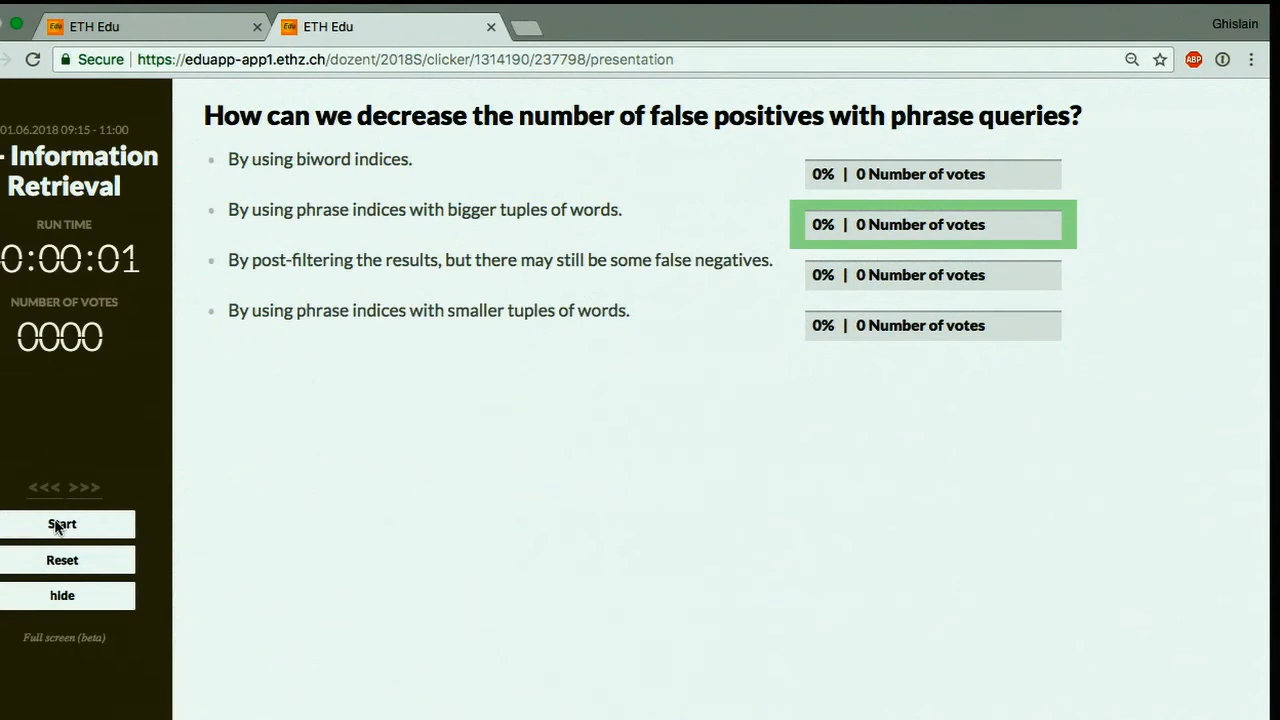 ETH Edu
ETH Edu
Ghislain
Secure https://eduapp-app1.ethz.ch/dozent/2018S/clicker/1314190/237798/presentation
ABP
01.06.2018 09:15 - 11:00
- Information
Retrieval
RUN TIME
0:00:01
NUMBER OF VOTES
0000
<<< >>>
Start
Reset
hide
Full screen (beta)
How can we decrease the number of false positives with phrase queries?
By using biword indices.
0% | 0 Number of votes
By using phrase indices with bigger tuples of words.
0% | 0 Number of votes
By post-filtering the results, but there may still be some false negatives.
0% | 0 Number of votes
By using phrase indices with smaller tuples of words.
0% | 0 Number of votes